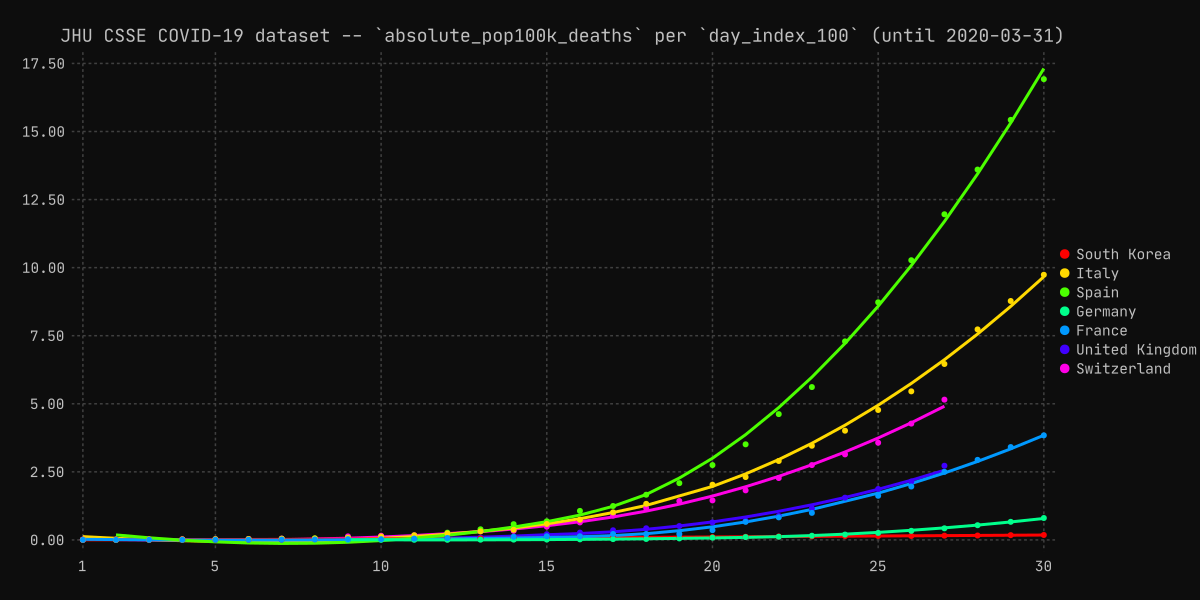 JHU CSSE COVID-19 dataset -- `absolute_pop100k_deaths` per `day_index_100` (until 2020-03-31)
17.50
15.00
12.50
10.00
7.50
5.00
2.50
0.00
1 5 10 15 20 25 30
South Korea
Italy
Spain
Germany
France
United Kingdom
Switzerland